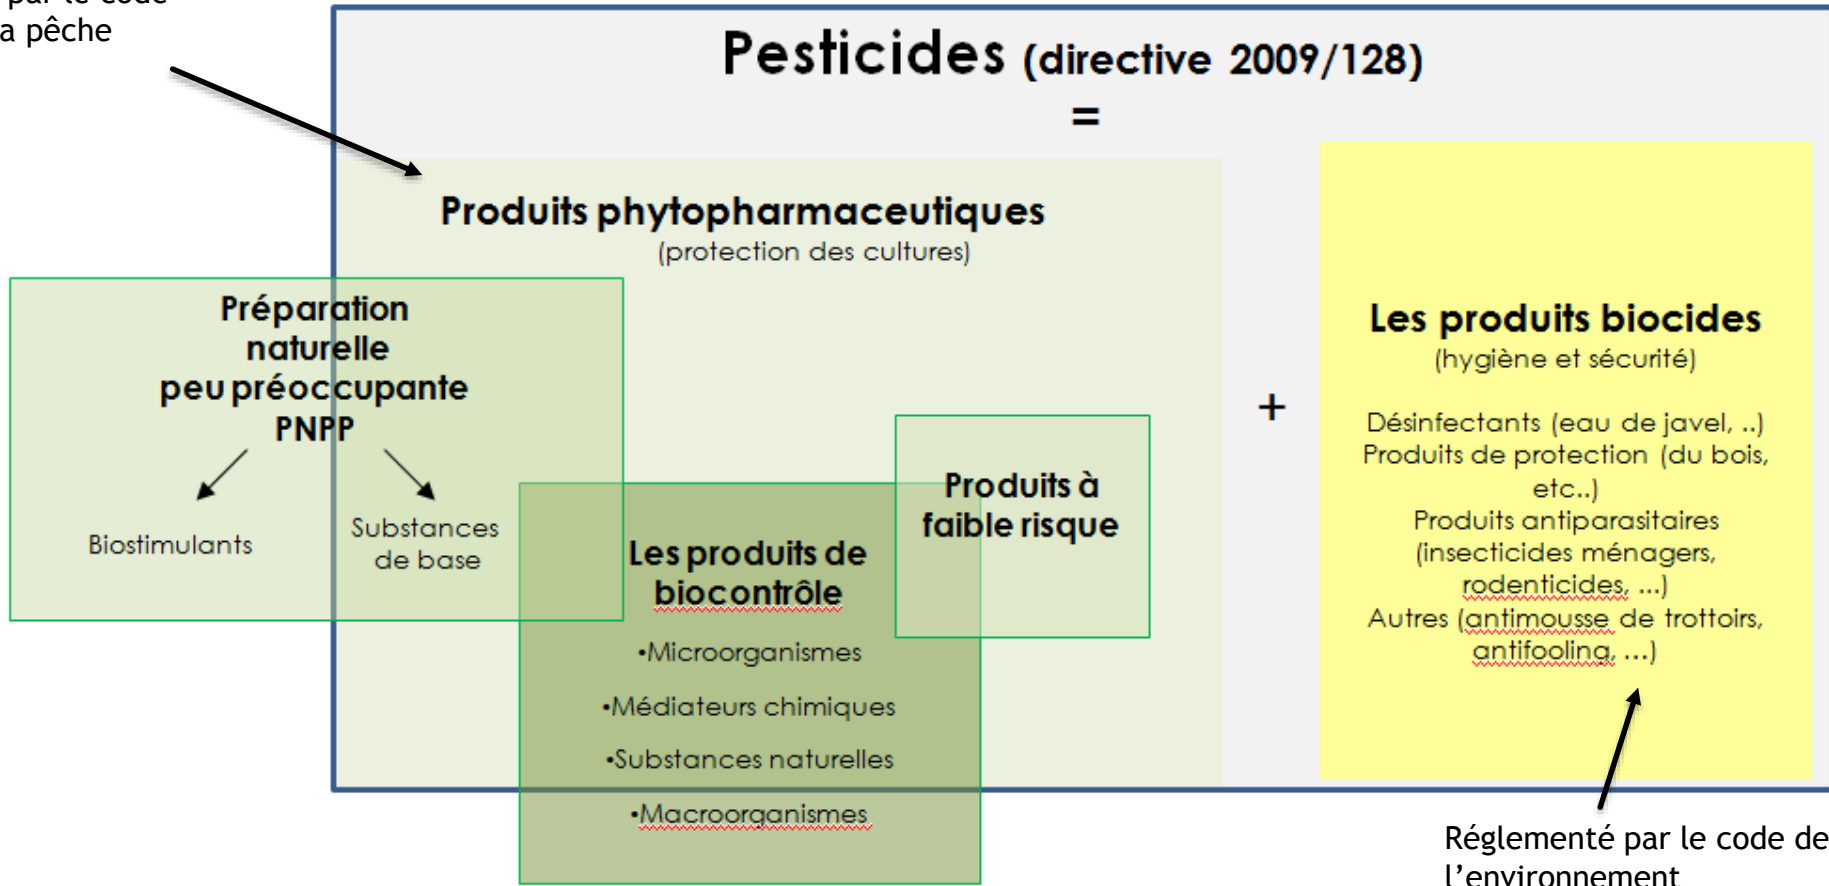 par le code
a pêche
Pesticides (directive 2009/128)
=
Produits phytopharmaceutiques
(protection des cultures)
Préparation
naturelle
peu préoccupante
PNPP
Biostimulants
Substances
de base
Les produits de
biocontrôle
•Microorganismes
•Médiateurs chimiques
•Substances naturelles
•Macroorganismes
Produits à
faible risque
+
Les produits biocides
(hygiène et sécurité)
Désinfectants (eau de javel, ..)
Produits de protection (du bois,
etc..)
Produits antiparasitaires
(insecticides ménagers,
rodenticides, ...)
Autres (antimousse de trottoirs,
antifooling, ...)
Réglementé par le code de
l'environnement